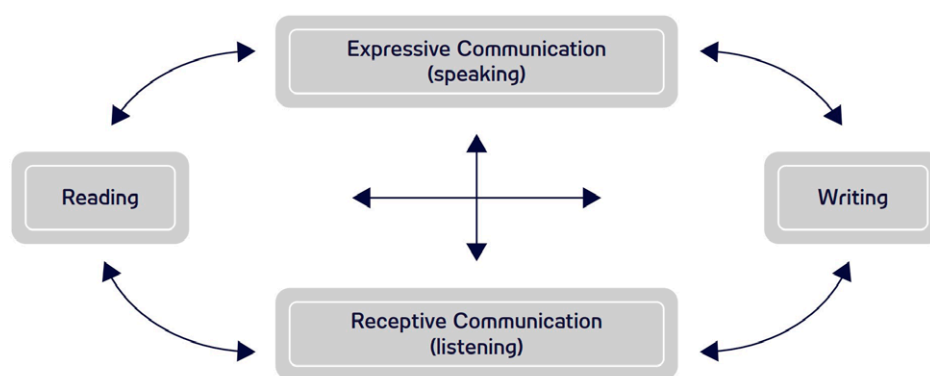 Expressive Communication
(speaking)
Reading
Writing
Receptive Communication
(listening)